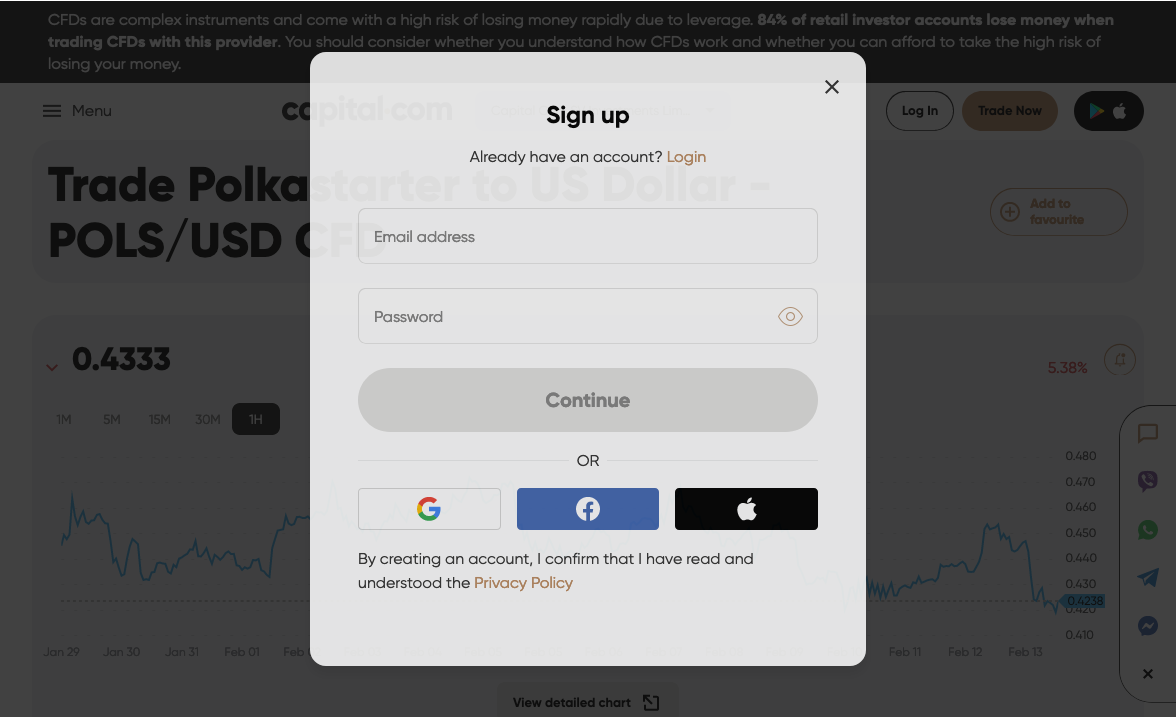 CFDs are complex instruments and come with a high risk of losing money rapidly due to leverage. 84% of retail investor accounts lose money when
trading CFDs with this provider. You should consider whether you understand how CFDs work and whether you can afford to take the high risk of
losing your money.
Menu
capital.com
Log In
Trade Now
Trade Polkastarter to US Dollar -
POLS/USD CFD
Add to
favourite
Sign up
Already have an account? Login
Email address
Password
Continue
OR
By creating an account, I confirm that I have read and
understood the Privacy Policy
0.4333
5.38%
1M 5M 15M 30M 1H
0.480
0.470
0.460
0.450
0.440
0.430
0.4238
0.420
0.410
Jan 29 Jan 30 Jan 31 Feb 01 Feb Feb 11 Feb 12 Feb 13
View detailed chart